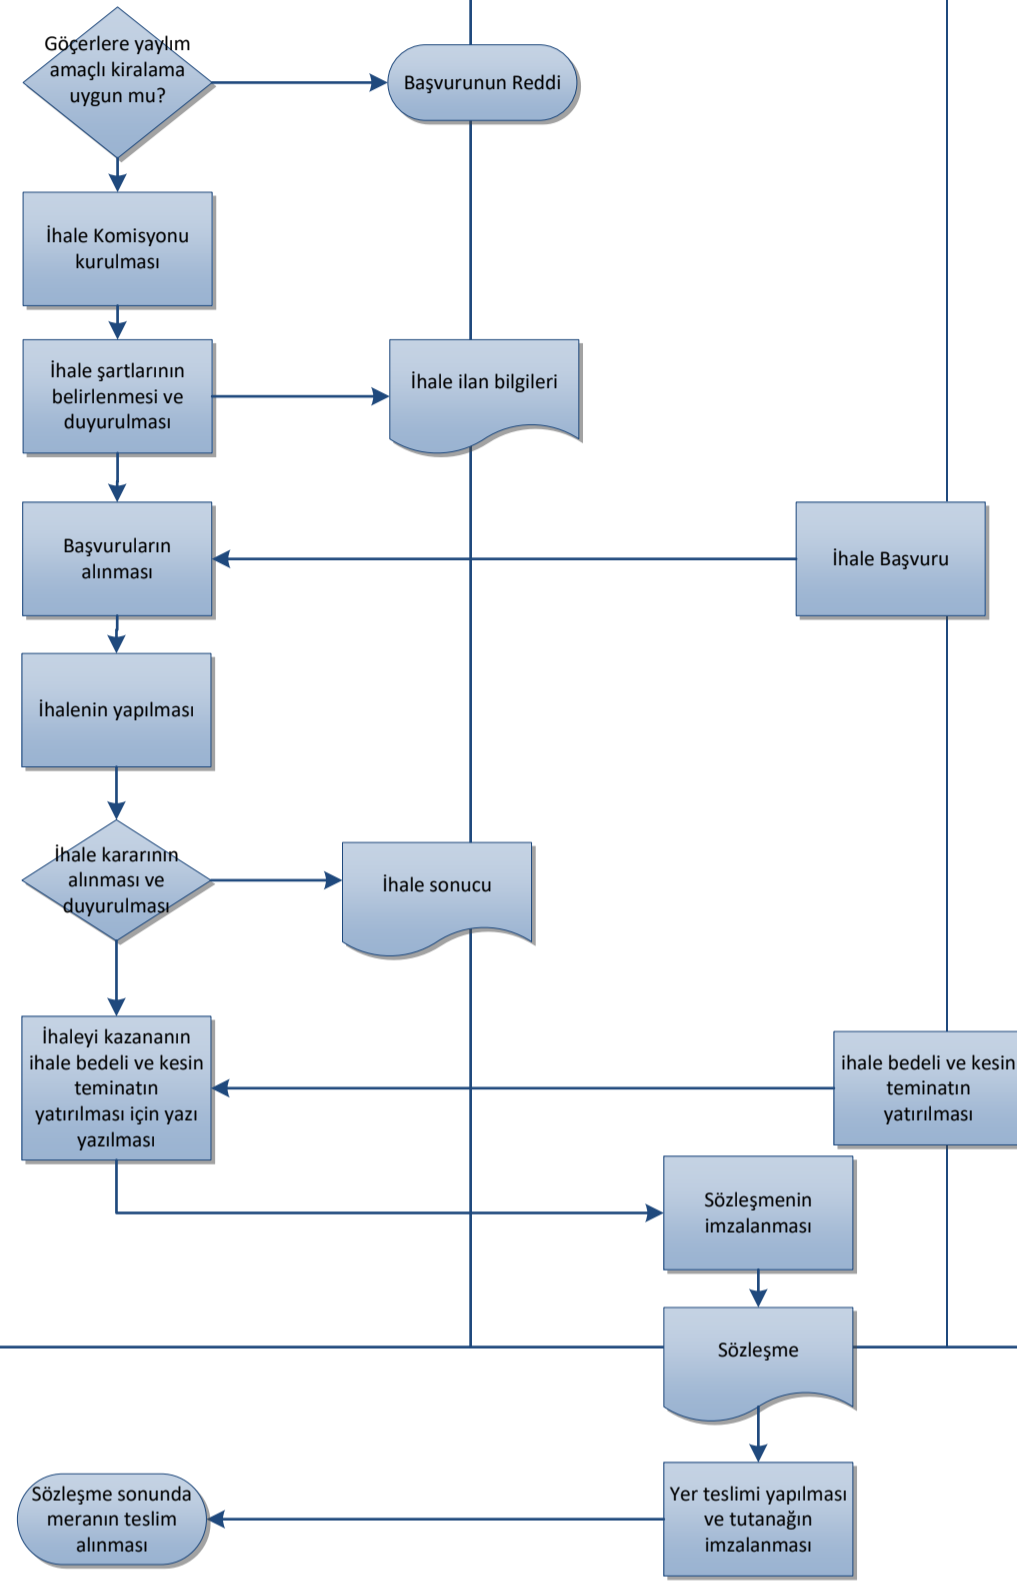 Göçerlere yaylım
amaçlı kiralama
uygun mu?
Başvurunun Reddi
İhale Komisyonu
kurulması
İhale şartlarının
belirlenmesi ve
duyurulması
İhale ilan bilgileri
Başvuruların
alınması
İhale Başvuru
İhalenin yapılması
İhale kararının
alınması ve
duyurulması
İhale sonucu
İhaleyi kazananın
ihale bedeli ve kesin
teminatın
yatırılması için yazı
yazılması
ihale bedeli ve kesin
teminatın
yatırılması
Sözleşmenin
imzalanması
Sözleşme
Yer teslimi yapılması
ve tutanağın
imzalanması
Sözleşme sonunda
meranın teslim
alınması